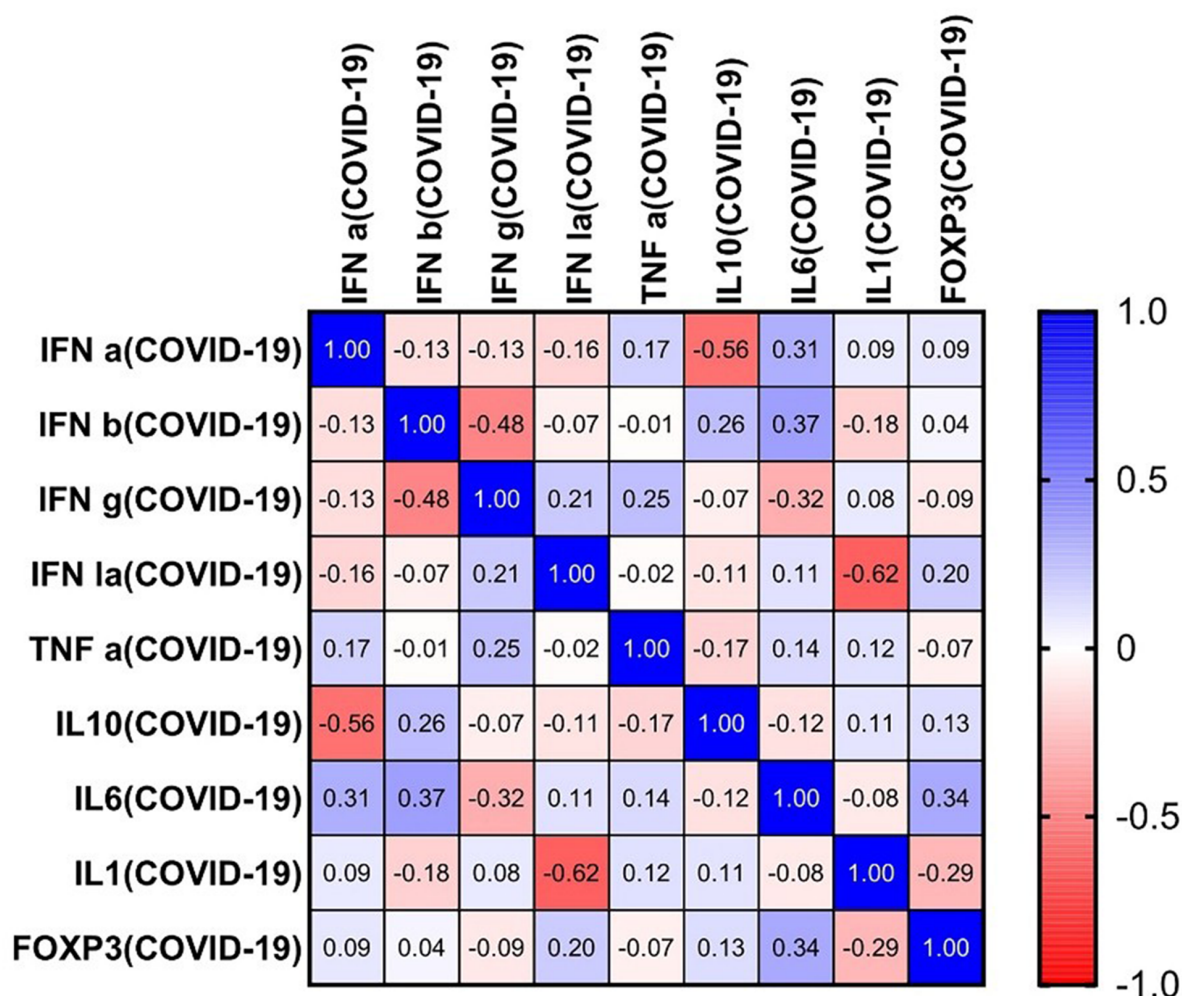 IFN a(COVID-19)
IFN b(COVID-19)
IFN g(COVID-19)
IFN la(COVID-19)
TNF a(COVID-19)
IL10(COVID-19)
IL6(COVID-19)
IL1(COVID-19)
FOXP3(COVID-19)
IFN a(COVID-19) 1.00 -0.13 -0.13 -0.16 0.17 -0.56 0.31 0.09 0.09
IFN b(COVID-19) -0.13 1.00 -0.48 -0.07 -0.01 0.26 0.37 -0.18 0.04
IFN g(COVID-19) -0.13 -0.48 1.00 0.21 0.25 -0.07 -0.32 0.08 -0.09
IFN la(COVID-19) -0.16 -0.07 0.21 1.00 -0.02 -0.11 0.11 -0.62 0.20
TNF a(COVID-19) 0.17 -0.01 0.25 -0.02 1.00 -0.17 0.14 0.12 -0.07
IL10(COVID-19) -0.56 0.26 -0.07 -0.11 -0.17 1.00 -0.12 0.11 0.13
IL6(COVID-19) 0.31 0.37 -0.32 0.11 0.14 -0.12 1.00 -0.08 0.34
IL1(COVID-19) 0.09 -0.18 0.08 -0.62 0.12 0.11 -0.08 1.00 -0.29
FOXP3(COVID-19) 0.09 0.04 -0.09 0.20 -0.07 0.13 0.34 -0.29 1.00
1.0
0.5
0
-0.5
-1.0